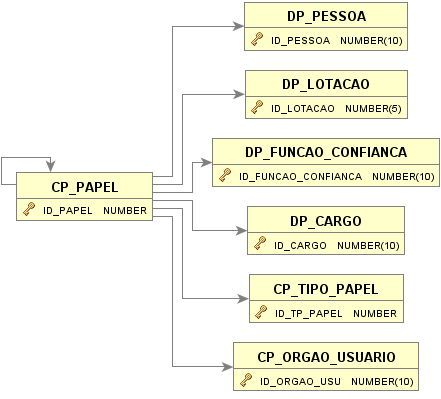 DP_PESSOA
ID_PESSOA NUMBER(10)
DP_LOTACAO
ID_LOTACAO NUMBER(5)
DP_FUNCAO_CONFIANCA
ID_FUNCAO_CONFIANCA NUMBER(10)
CP_PAPEL
ID_PAPEL NUMBER
DP_CARGO
ID_CARGO NUMBER(10)
CP_TIPO_PAPEL
ID_TP_PAPEL NUMBER
CP_ORGAO_USUARIO
ID_ORGAO_USU NUMBER(10)